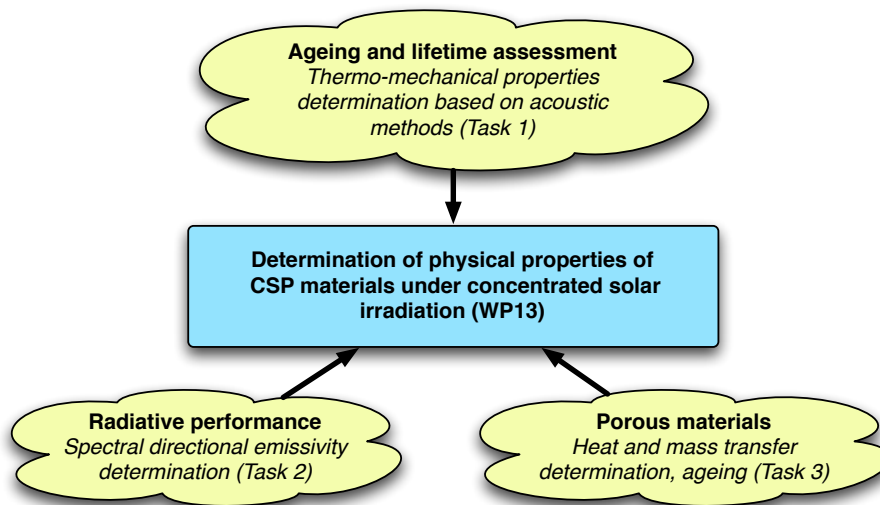 Ageing and lifetime assessment
Thermo-mechanical properties
determination based on acoustic
methods (Task 1)
Determination of physical properties of
CSP materials under concentrated solar
irradiation (WP13)
Radiative performance
Spectral directional emissivity
determination (Task 2)
Porous materials
Heat and mass transfer
determination, ageing (Task 3)